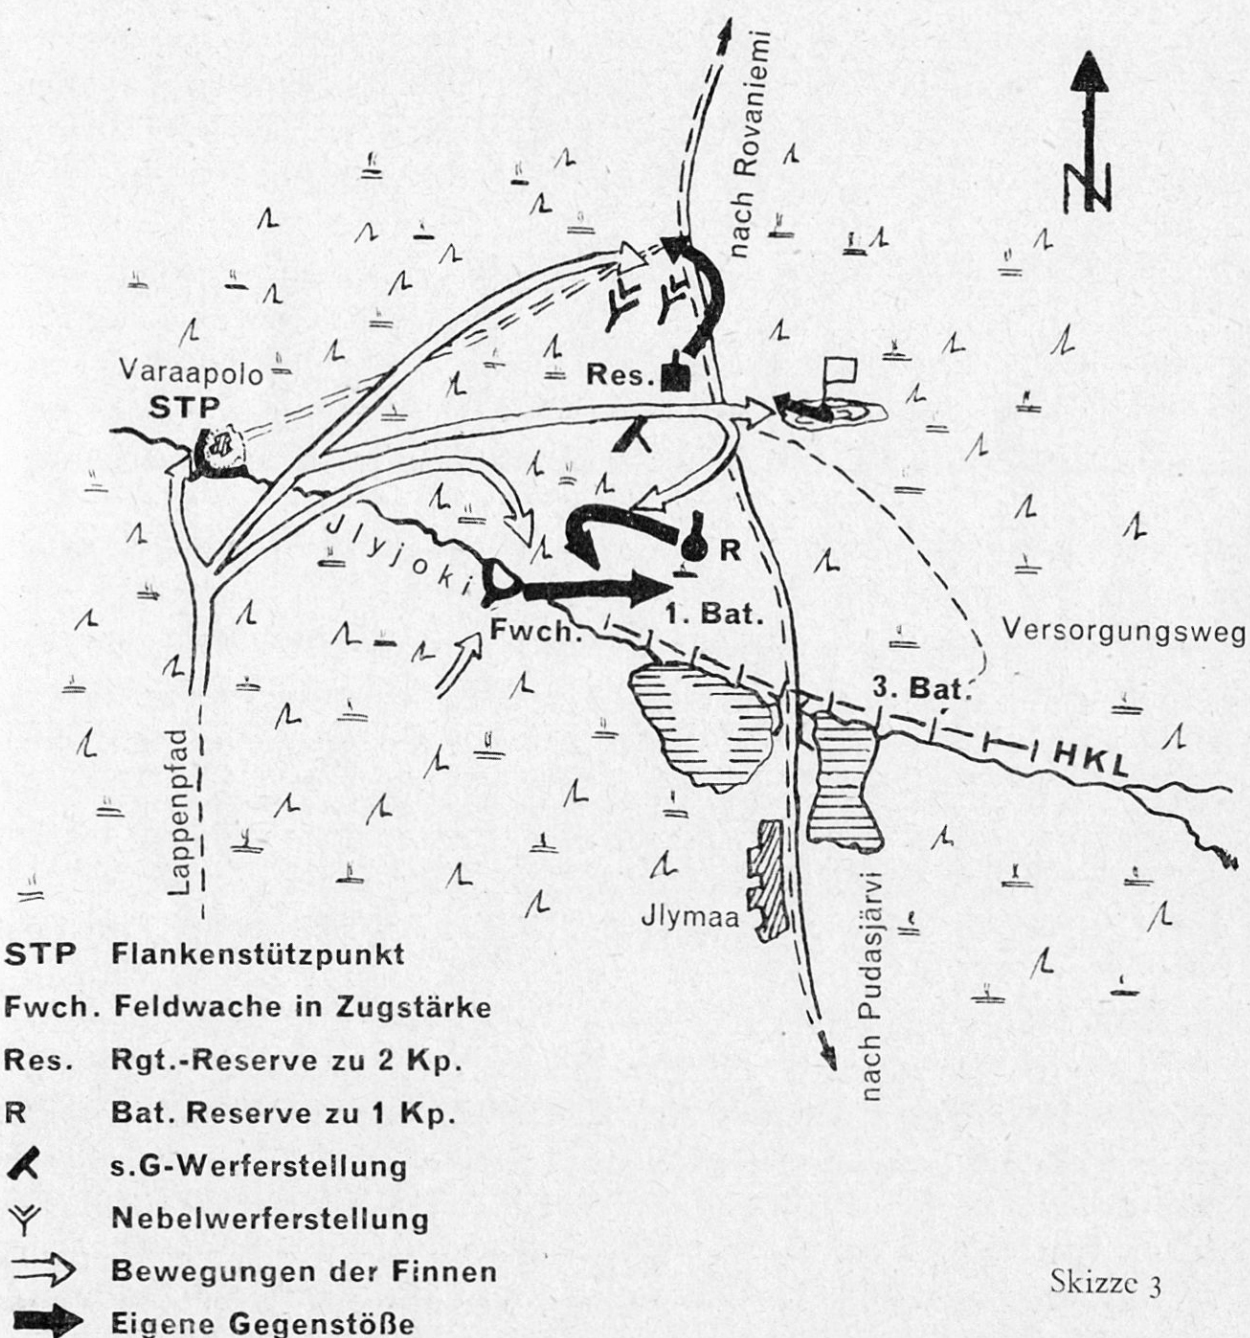 nach Rovaniemi
N
Varaapolo
STP
Res.
Jlyjoki
R
1. Bat.
Fwch.
Versorgungsweg
3. Bat.
HKL
Lappenpfad
Jlymaa
nach Pudasjärvi
STP Flankenstützpunkt
Fwch. Feldwache in Zugstärke
Res. Rgt.-Reserve zu 2 Kp.
R Bat. Reserve zu 1 Kp.
s.G-Werferstellung
Nebelwerferstellung
Bewegungen der Finnen
Eigene Gegenstöße
Skizze 3